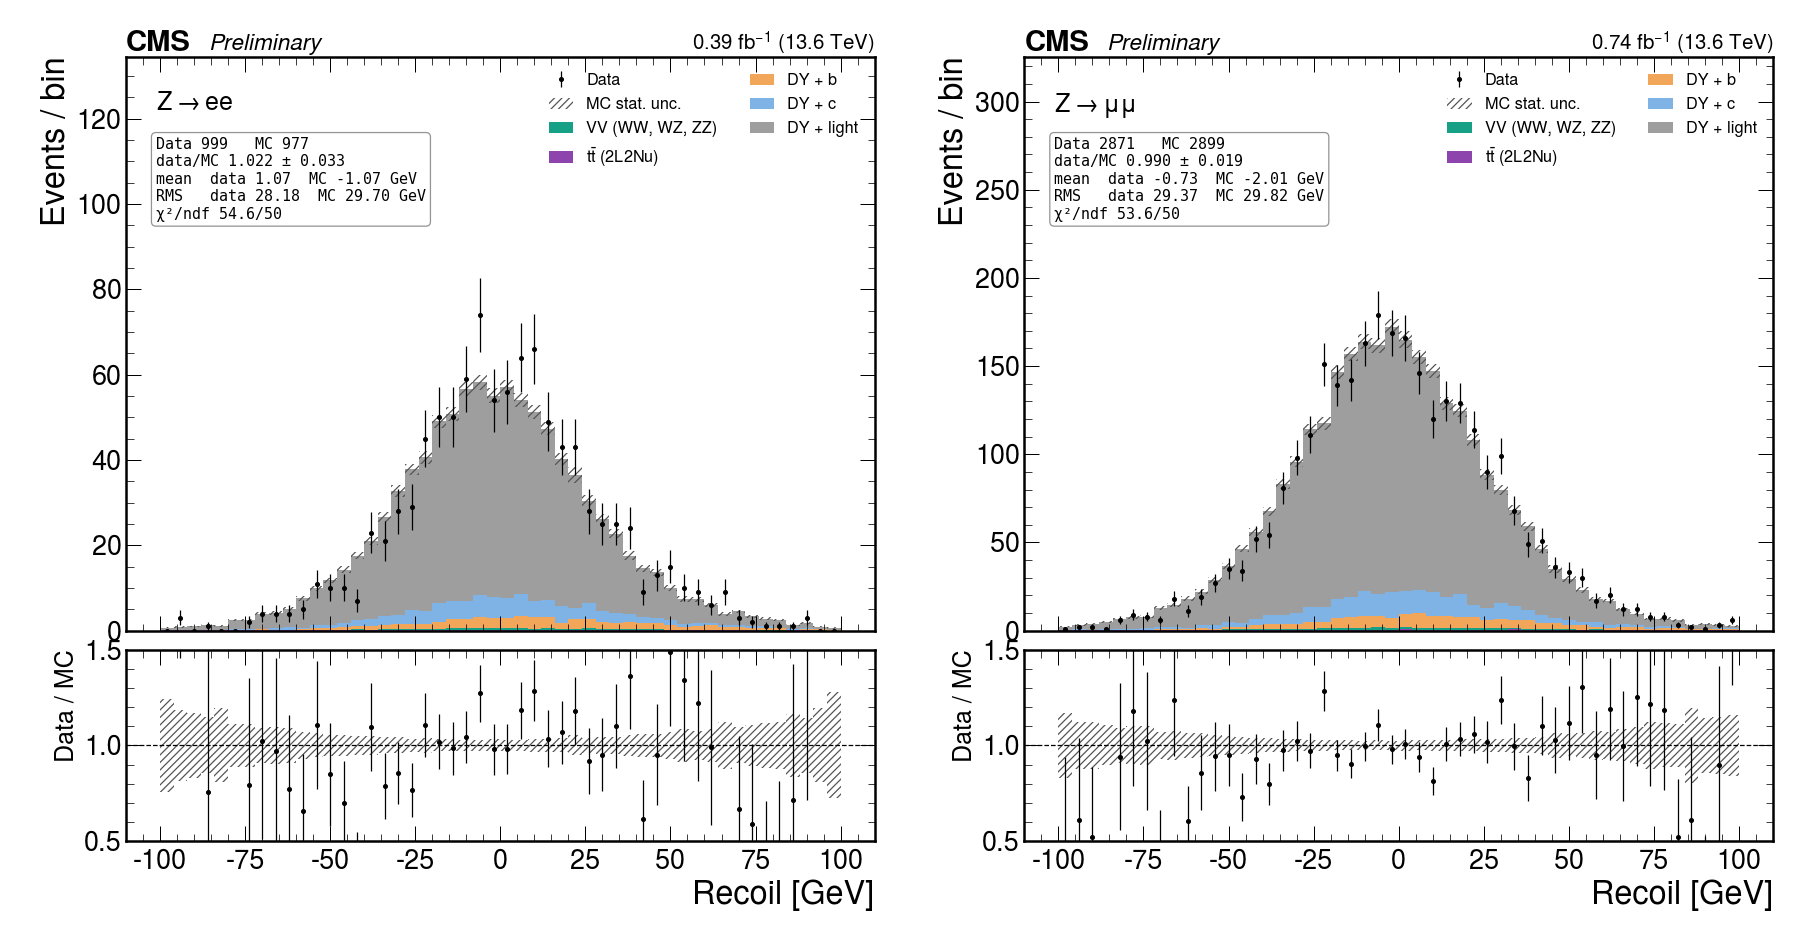 CMS Preliminary 0.39 fb⁻¹ (13.6 TeV)
Events / bin
Z→ee
Data
MC stat. unc.
VV (WW, WZ, ZZ)
tt̄ (2L2Nu)
DY + b
DY + c
DY + light
Data 999 MC 977
data/MC 1.022 ± 0.033
mean data 1.07 MC -1.07 GeV
RMS data 28.18 MC 29.70 GeV
χ²/ndf 54.6/50
120
100
80
60
40
20
0
Data / MC
1.5
1.0
0.5
-100 -75 -50 -25 0 25 50 75 100
Recoil [GeV]
CMS Preliminary 0.74 fb⁻¹ (13.6 TeV)
Events / bin
Z→μμ
Data
MC stat. unc.
VV (WW, WZ, ZZ)
tt̄ (2L2Nu)
DY + b
DY + c
DY + light
Data 2871 MC 2899
data/MC 0.990 ± 0.019
mean data -0.73 MC -2.01 GeV
RMS data 29.37 MC 29.82 GeV
χ²/ndf 53.6/50
300
250
200
150
100
50
0
Data / MC
1.5
1.0
0.5
-100 -75 -50 -25 0 25 50 75 100
Recoil [GeV]